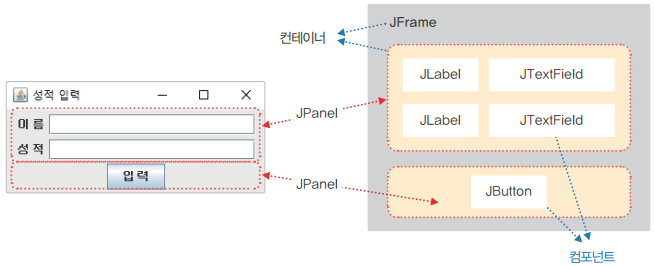 성적 입력
이 름
성 적
입 력
JPanel
JPanel
컨테이너
JFrame
JLabel
JTextField
JLabel
JTextField
JButton
컴포넌트